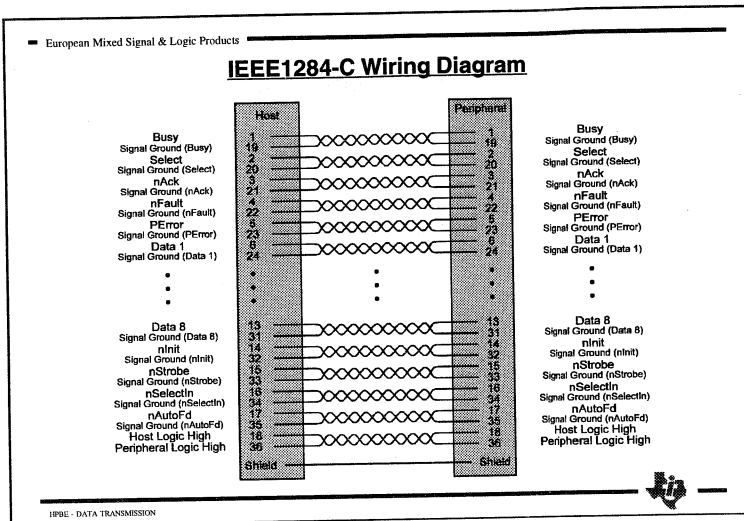 European Mixed Signal & Logic Products
IEEE1284-C Wiring Diagram
Host
Peripheral
Busy 1 1 Busy
Signal Ground (Busy) 19 19 Signal Ground (Busy)
Select 2 2 Select
Signal Ground (Select) 20 20 Signal Ground (Select)
nAck 3 3 nAck
Signal Ground (nAck) 21 21 Signal Ground (nAck)
nFault 4 4 nFault
Signal Ground (nFault) 22 22 Signal Ground (nFault)
PError 5 5 PError
Signal Ground (PError) 23 23 Signal Ground (PError)
Data 1 6 6 Data 1
Signal Ground (Data 1) 24 24 Signal Ground (Data 1)
Data 8 13 13 Data 8
Signal Ground (Data 8) 31 31 Signal Ground (Data 8)
nInit 14 14 nInit
Signal Ground (nInit) 32 32 Signal Ground (nInit)
nStrobe 15 15 nStrobe
Signal Ground (nStrobe) 33 33 Signal Ground (nStrobe)
nSelectIn 16 16 nSelectIn
Signal Ground (nSelectIn) 34 34 Signal Ground (nSelectIn)
nAutoFd 17 17 nAutoFd
Signal Ground (nAutoFd) 35 35 Signal Ground (nAutoFd)
Host Logic High 18 18 Host Logic High
Peripheral Logic High 36 36 Peripheral Logic High
Shield Shield
HPBE - DATA TRANSMISSION